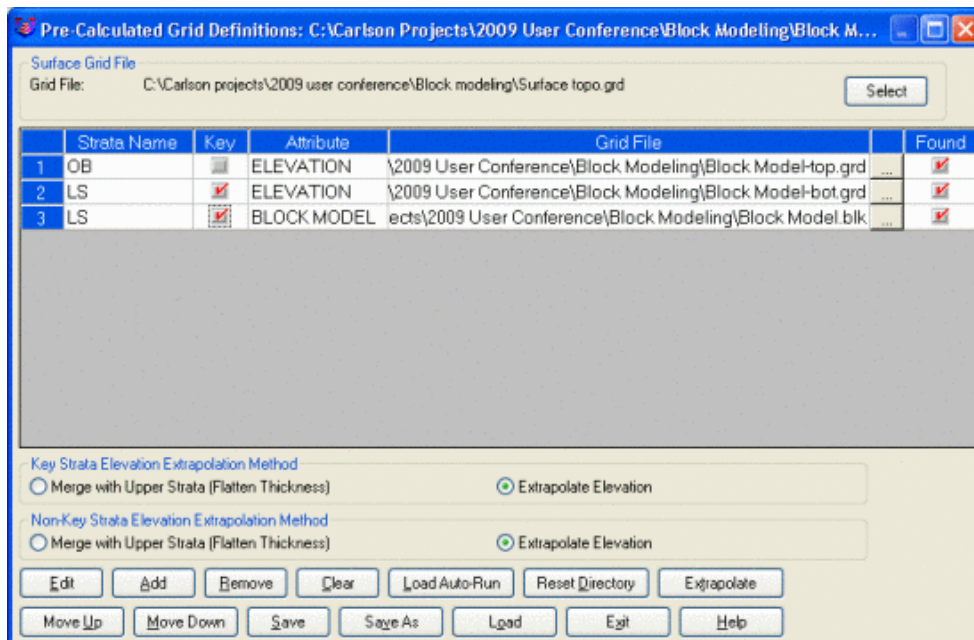 Pre-Calculated Grid Definitions: C:\Carlson Projects\2009 User Conference\Block Modeling\Block M...
Surface Grid File
Grid File: C:\Carlson projects\2009 user conference\Block modeling\Surface topo.grd Select
Strata Name Key Attribute Grid File Found
1 OB ELEVATION \2009 User Conference\Block Modeling\Block Model-top.grd ...
2 LS ELEVATION \2009 User Conference\Block Modeling\Block Model-bot.grd ...
3 LS BLOCK MODEL ects\2009 User Conference\Block Modeling\Block Model.blk ...
Key Strata Elevation Extrapolation Method
Merge with Upper Strata (Flatten Thickness) Extrapolate Elevation
Non-Key Strata Elevation Extrapolation Method
Merge with Upper Strata (Flatten Thickness) Extrapolate Elevation
Edit Add Remove Clear Load Auto-Run Reset Directory Extrapolate
Move Up Move Down Save Save As Load Exit Help